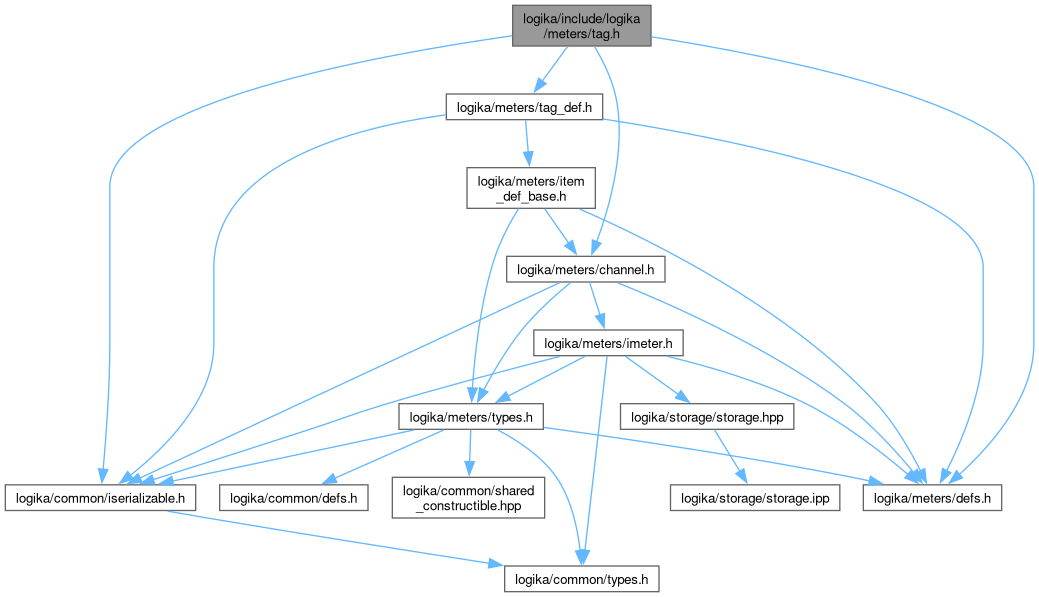 logika/include/logika
/meters/tag.h
logika/meters/tag_def.h
logika/meters/item
_def_base.h
logika/meters/channel.h
logika/meters/imeter.h
logika/meters/types.h
logika/storage/storage.hpp
logika/common/iserializable.h
logika/common/defs.h
logika/common/shared
_constructible.hpp
logika/storage/storage.ipp
logika/meters/defs.h
logika/common/types.h